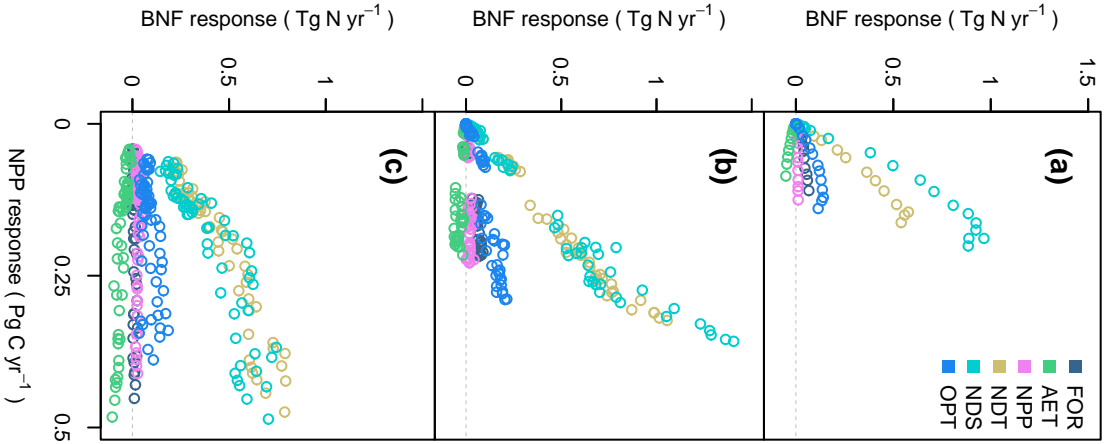 BNF response ( Tg N yr−1 )
BNF response ( Tg N yr−1 )
BNF response ( Tg N yr−1 )
0
0.5
1
0
0.5
1
0
0.5
1
1.5
(c)
(b)
(a)
0
0.25
0.5
NPP response ( Pg C yr−1 )
FOR
AET
NPP
NDT
NDS
OPT